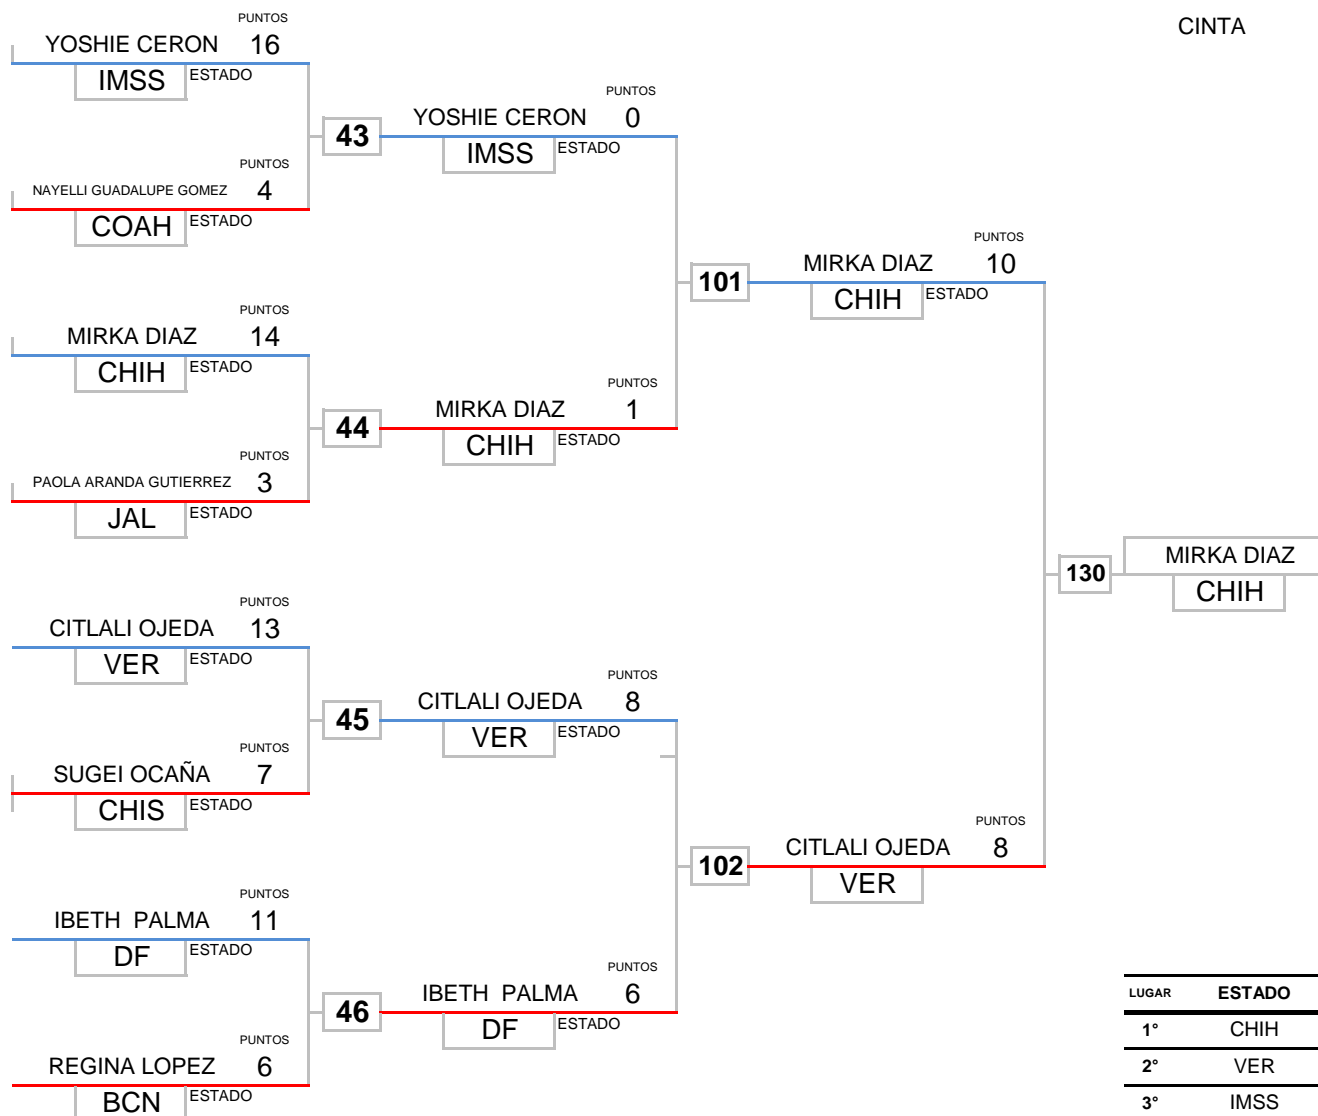 PUNTOS
CINTA
YOSHIE CERON 16
IMSS ESTADO
PUNTOS
43 YOSHIE CERON 0
IMSS ESTADO
PUNTOS
NAYELLI GUADALUPE GOMEZ 4
COAH ESTADO
PUNTOS
101 MIRKA DIAZ 10
CHIH ESTADO
PUNTOS
MIRKA DIAZ 14
CHIH ESTADO
PUNTOS
44 MIRKA DIAZ 1
CHIH ESTADO
PUNTOS
PAOLA ARANDA GUTIERREZ 3
JAL ESTADO
130 MIRKA DIAZ
CHIH
PUNTOS
CITLALI OJEDA 13
VER ESTADO
PUNTOS
45 CITLALI OJEDA 8
VER ESTADO
PUNTOS
SUGEI OCAÑA 7
CHIS ESTADO
PUNTOS
102 CITLALI OJEDA 8
VER
PUNTOS
IBETH PALMA 11
DF ESTADO
PUNTOS
46 IBETH PALMA 6
DF ESTADO
PUNTOS
REGINA LOPEZ 6
BCN ESTADO
LUGAR ESTADO
1° CHIH
2° VER
3° IMSS